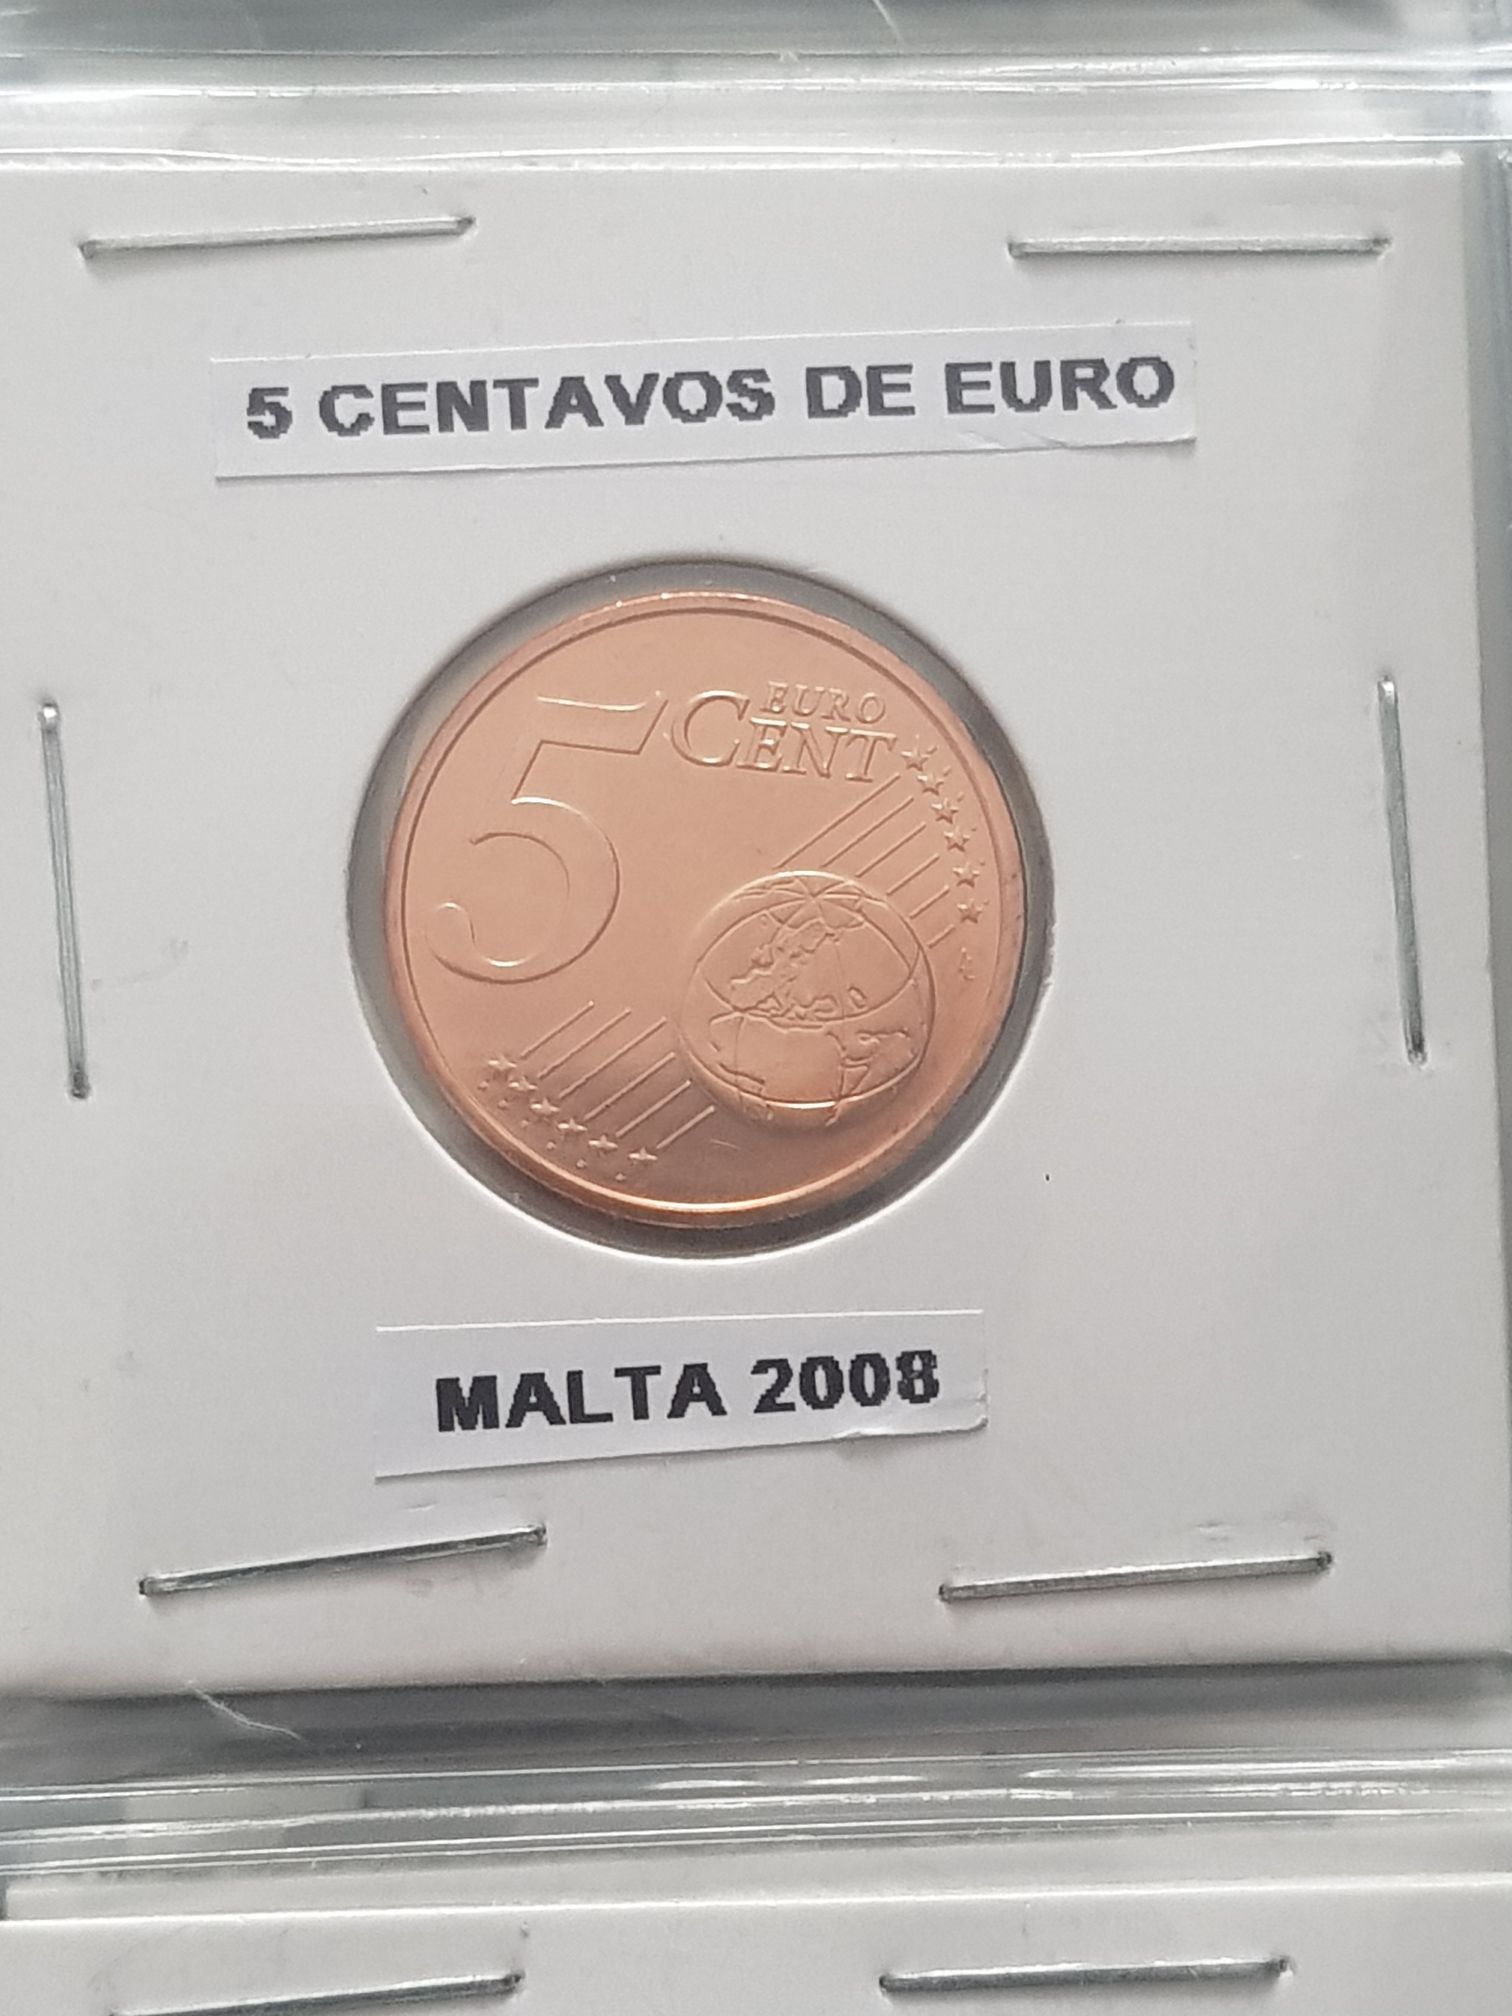 5 CENTAVOS DE EURO
5 EURO
CENT
MALTA 2008